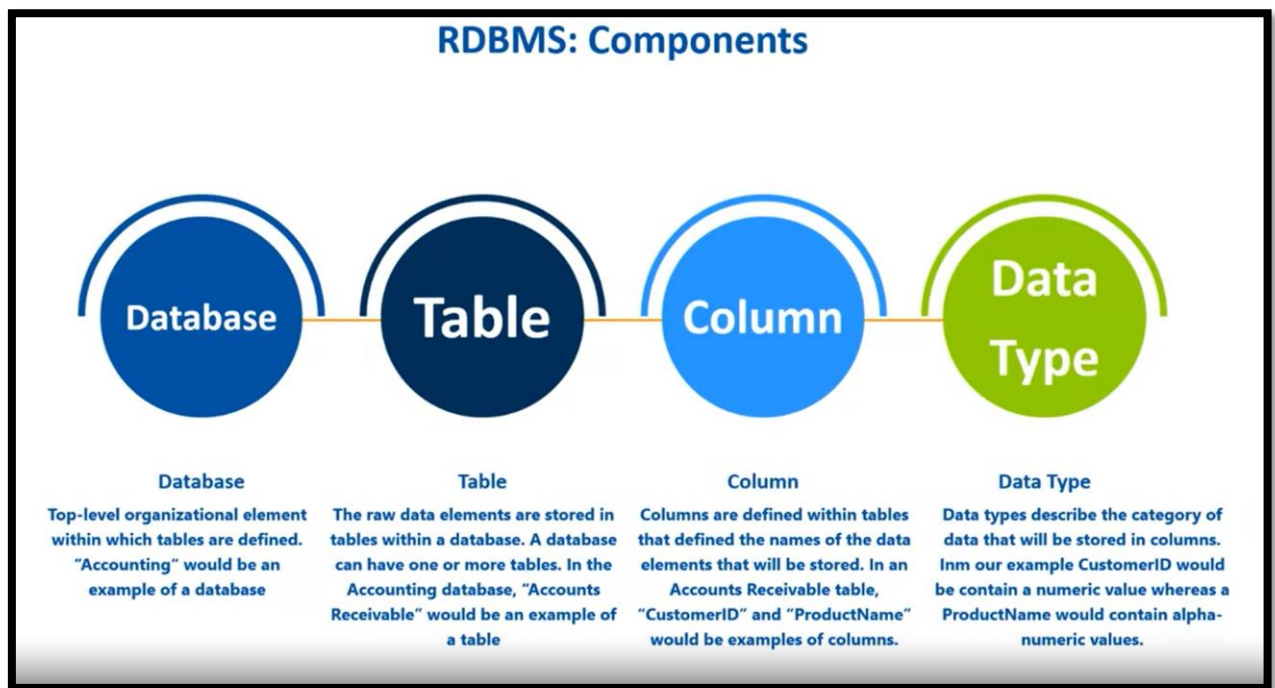 RDBMS: Components
Database
Table
Column
Data
Type
Database
Top-level organizational element
within which tables are defined.
“Accounting” would be an
example of a database
Table
The raw data elements are stored in
tables within a database. A database
can have one or more tables. In the
Accounting database, “Accounts
Receivable” would be an example of
a table
Column
Columns are defined within tables
that defined the names of the data
elements that will be stored. In an
Accounts Receivable table,
“CustomerID” and “ProductName”
would be examples of columns.
Data Type
Data types describe the category of
data that will be stored in columns.
Inm our example CustomerID would
be contain a numeric value whereas a
ProductName would contain alpha-
numeric values.